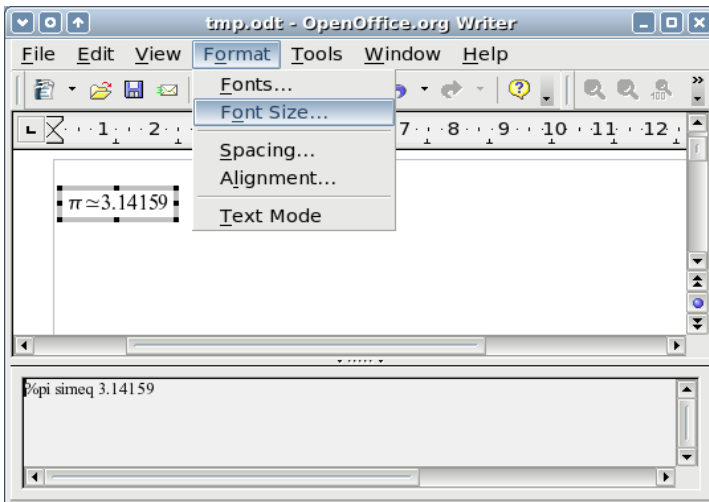 tmp.odt - OpenOffice.org Writer
File Edit View Format Tools Window Help
Fonts...
Font Size...
Spacing...
Alignment...
Text Mode
100
1 2 7 8 9 10 11 12
π≃3.14159
%pi simeq 3.14159